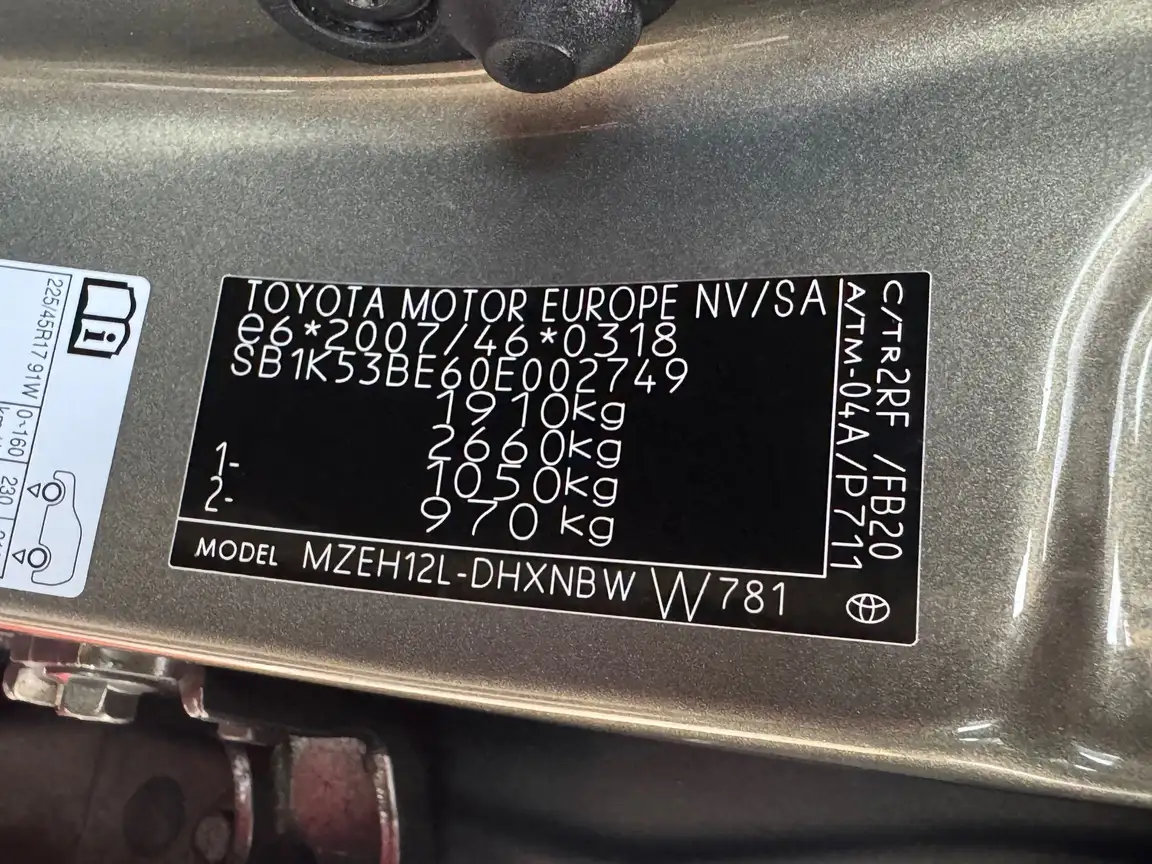 TOYOTA MOTOR EUROPE NV/SA
e6*2007/46*0318
SB1K53BE60E002749
1910kg
2660kg
1- 1050kg
2- 970 kg
MODEL MZEH12L-DHXNBW W781
C/TR2RF /FB20
A/TM-04A/P711
225/45R17 91W
0~160
230